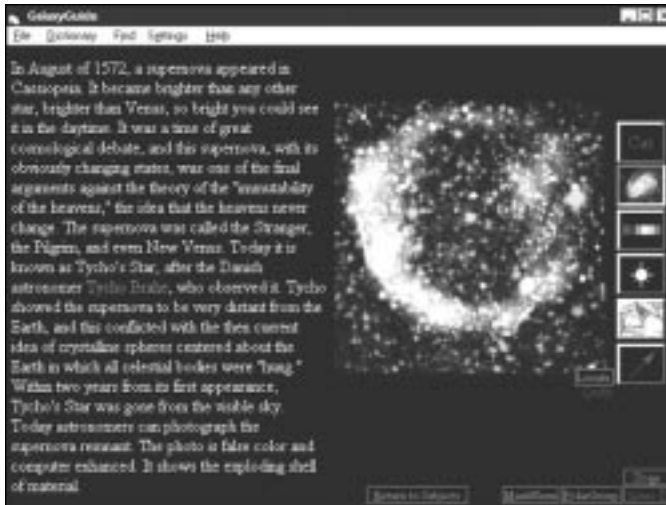 GalaxyGuide
File Dictionary Find Settings Help
In August of 1572, a supernova appeared in
Cassiopeia. It became brighter than any other
star, brighter than Venus, so bright you could see
it in the daytime. It was a time of great
cosmological debate, and this supernova, with its
obviously changing states, was one of the final
arguments against the theory of the "immutability
of the heavens," the idea that the heavens never
change. The supernova was called the Stranger,
the Pilgrim, and even New Venus. Today it is
known as Tycho's Star, after the Danish
astronomer Tycho Brahe, who observed it. Tycho
showed the supernova to be very distant from the
Earth, and this conflicted with the then current
idea of crystalline spheres centered about the
Earth in which all celestial bodies were "hung."
Within two years from its first appearance,
Tycho's Star was gone from the visible sky.
Today astronomers can photograph the
supernova remnant. The photo is false color and
computer enhanced. It shows the exploding shell
of material.
Return to Subjects